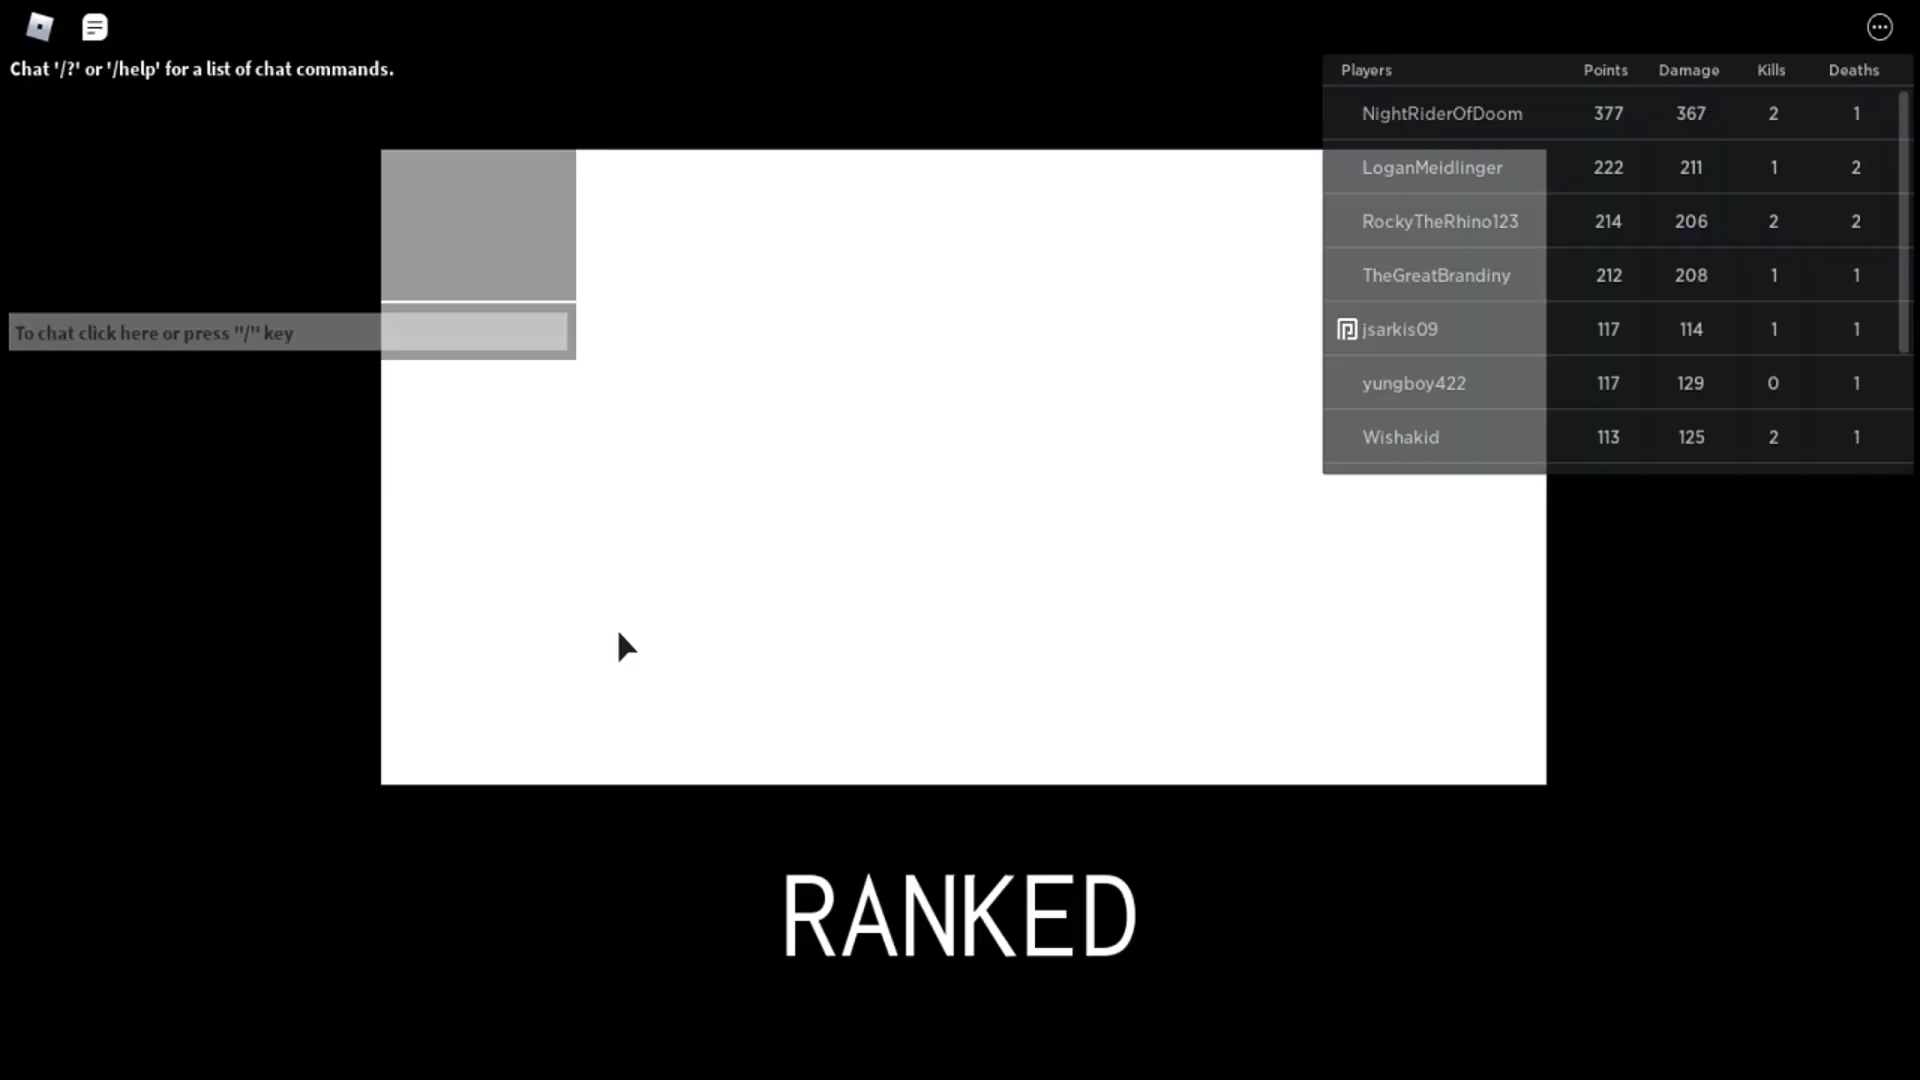 Chat '/?' or '/help' for a list of chat commands.
Players Points Damage Kills Deaths
NightRiderOfDoom 377 367 2 1
LoganMeidlinger 222 211 1 2
RockyTheRhino123 214 206 2 2
TheGreatBrandiny 212 208 1 1
jsarkis09 117 114 1 1
yungboy422 117 129 0 1
Wishakid 113 125 2 1
To chat click here or press "/" key
RANKED